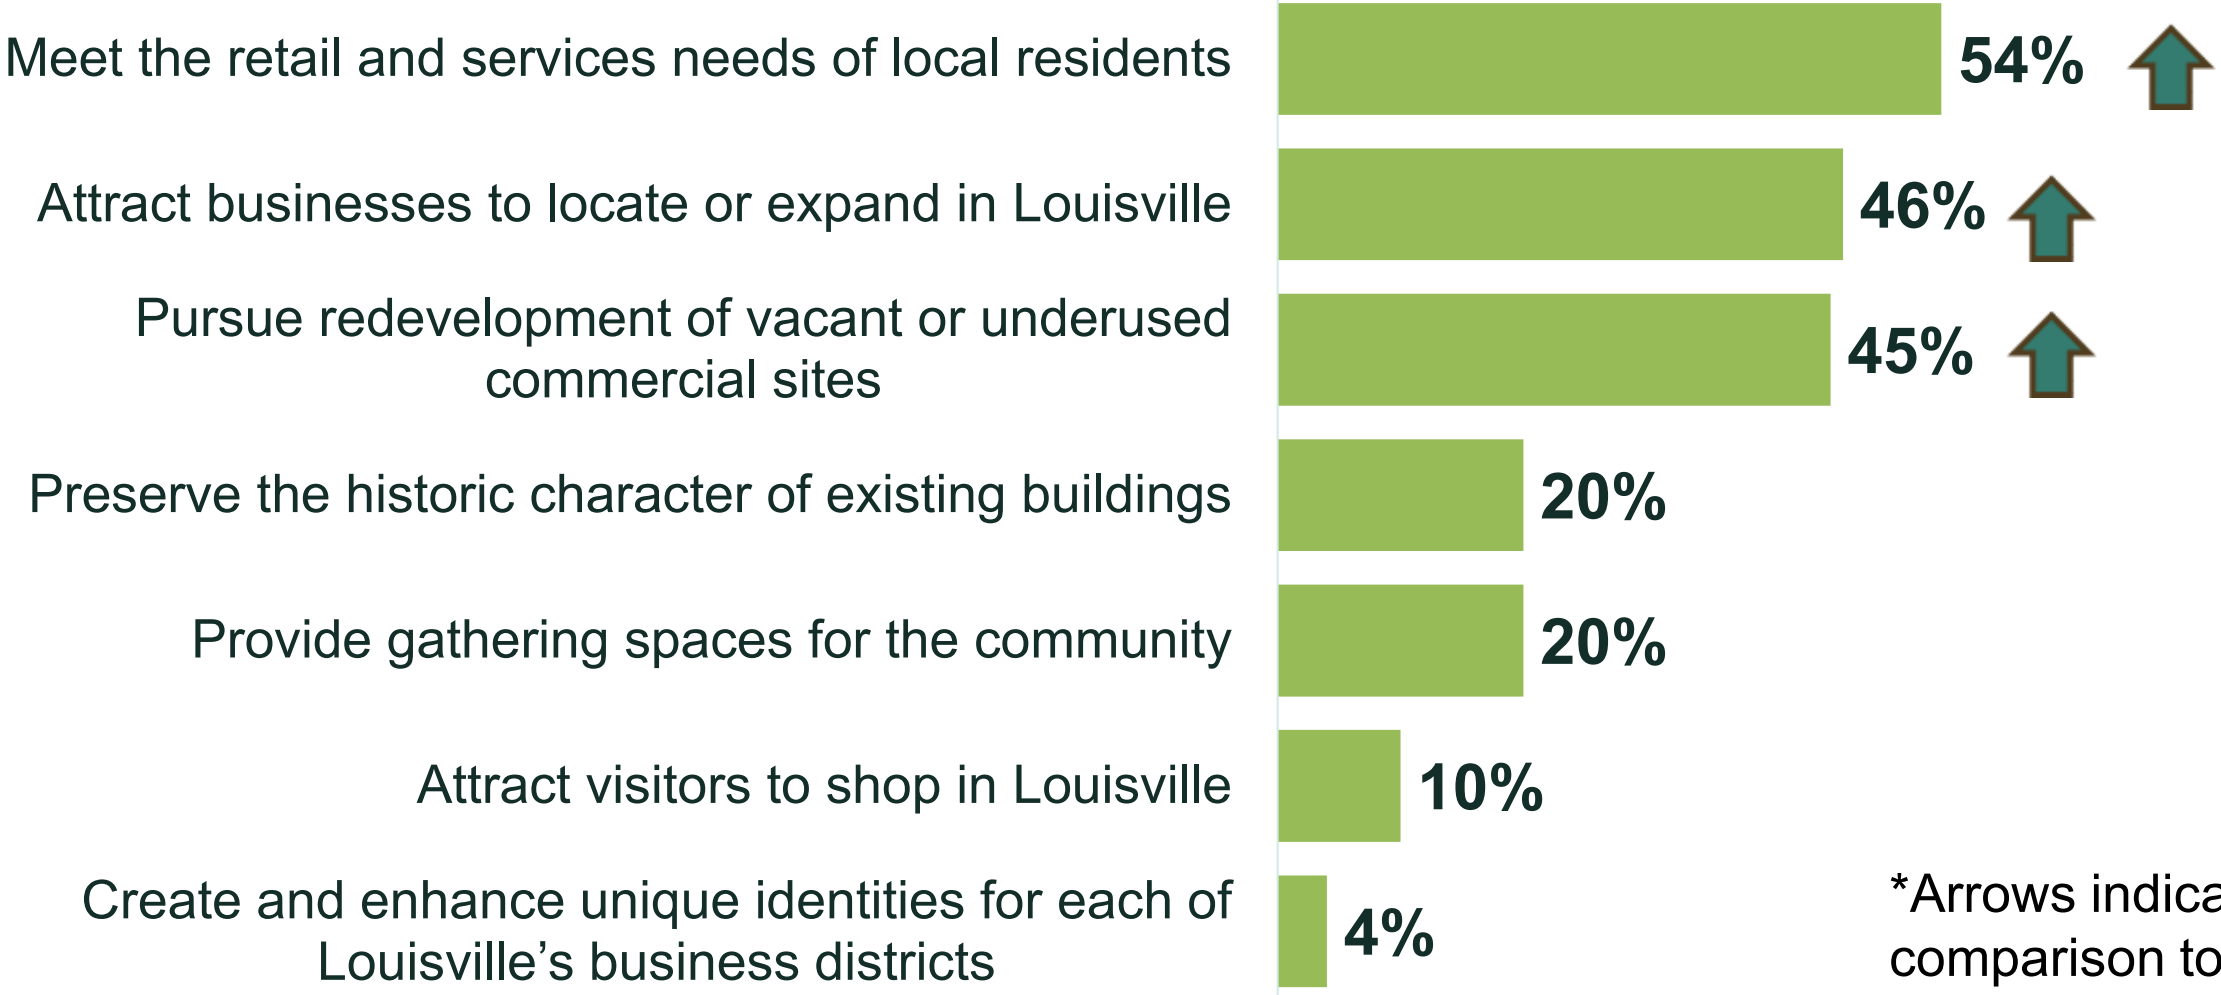 Meet the retail and services needs of local residents 54%
Attract businesses to locate or expand in Louisville 46%
Pursue redevelopment of vacant or underused
commercial sites 45%
Preserve the historic character of existing buildings 20%
Provide gathering spaces for the community 20%
Attract visitors to shop in Louisville 10%
Create and enhance unique identities for each of
Louisville’s business districts 4%
*Arrows
comparison to